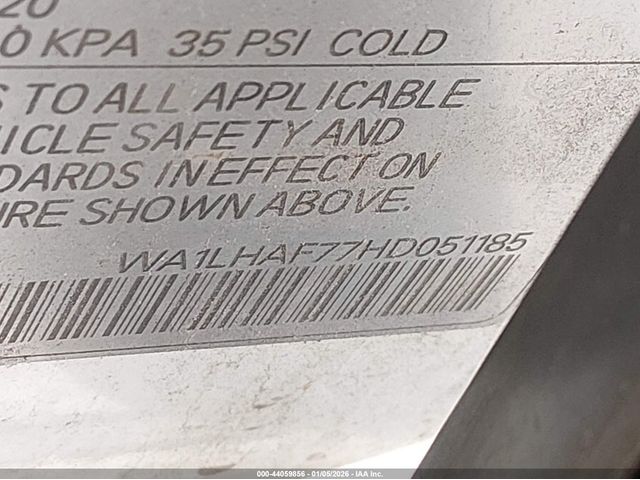 20
0 KPA 35 PSI COLD
S TO ALL APPLICABLE
ICLE SAFETY AND
DARDS IN EFFECT ON
URE SHOWN ABOVE.
WA1LHAF77HD051185
000-44059856 - 01/05/2026 - IAA Inc.